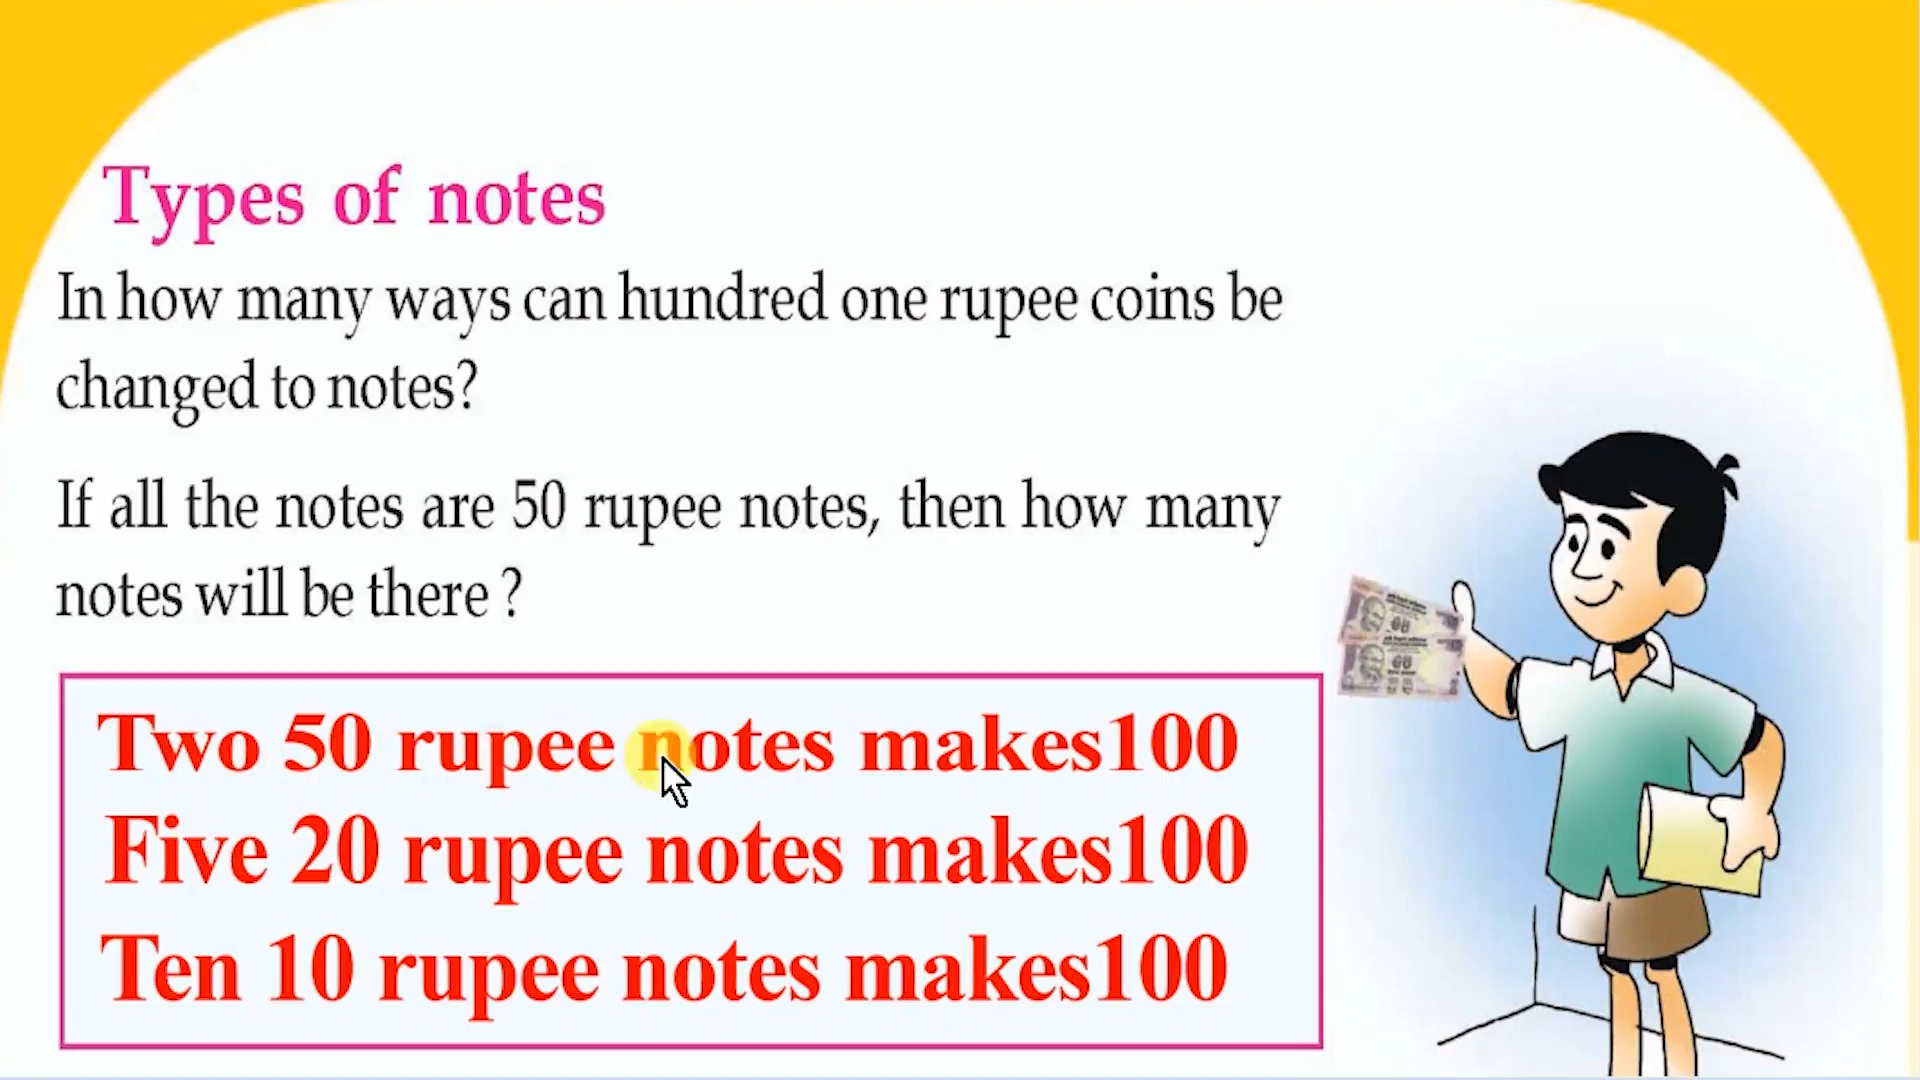 Types of notes
In how many ways can hundred one rupee coins be
changed to notes?
If all the notes are 50 rupee notes, then how many
notes will be there ?
Two 50 rupee notes makes100
Five 20 rupee notes makes100
Ten 10 rupee notes makes100